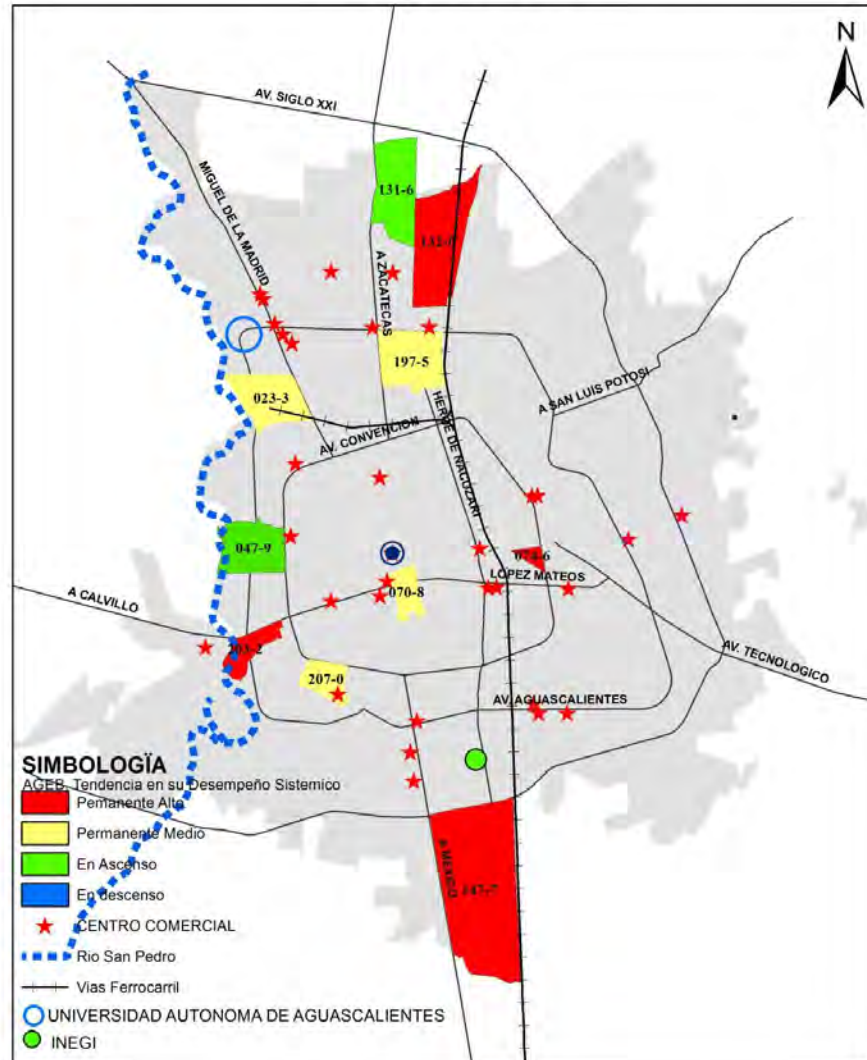 N
AV. SIGLO XXI
MIGUEL DE LA MADRID
131-6
A ZACATECAS
197-5
023-3
A SAN LUIS POTOSI
AV. CONVENCION
HEROE DE NACOZARI
047-9
074-6
LOPEZ MATEOS
070-8
A CALVILLO
AV. TECNOLOGICO
207-0
AV. AGUASCALIENTES
A MEXICO
SIMBOLOGÏA
AGEB, Tendencia en su Desempeño Sistemico
Pemanente Alto
Permanente Medio
En Ascenso
En descenso
CENTRO COMERCIAL
Rio San Pedro
Vias Ferrocarril
UNIVERSIDAD AUTONOMA DE AGUASCALIENTES
INEGI